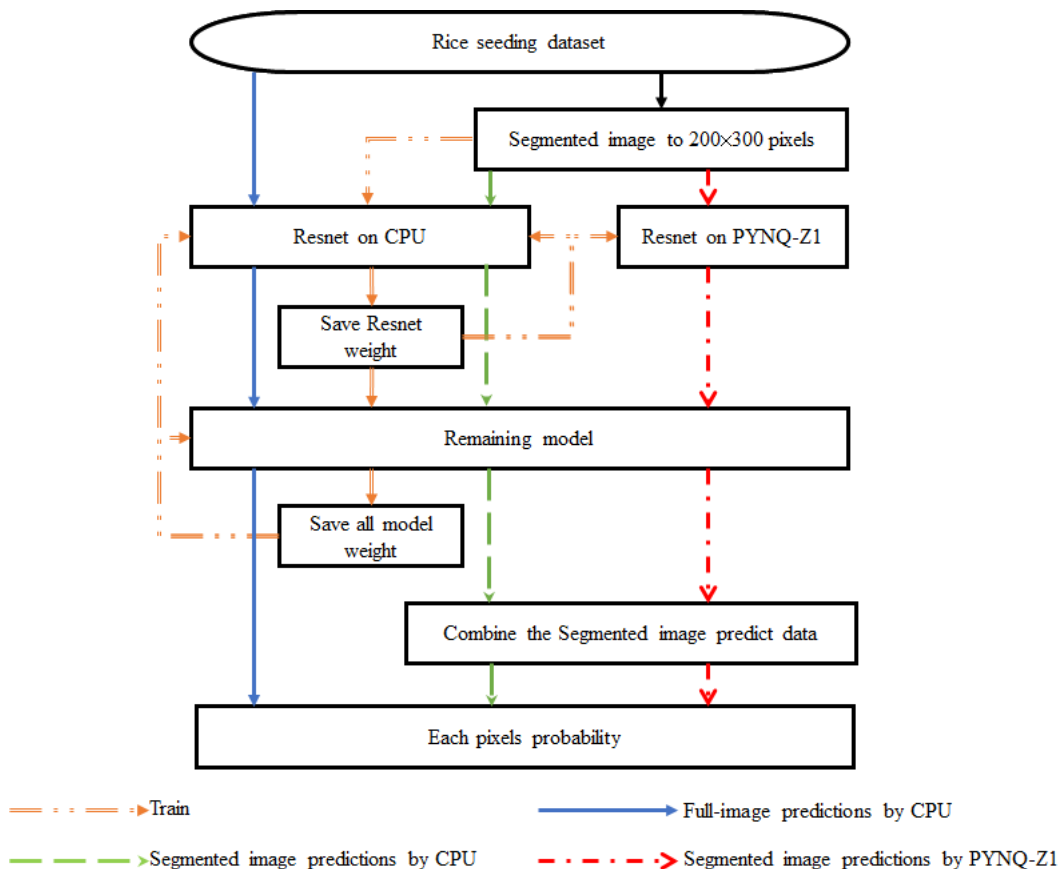 Rice seeding dataset
Segmented image to 200×300 pixels
Resnet on CPU
Resnet on PYNQ-Z1
Save Resnet
weight
Remaining model
Save all model
weight
Combine the Segmented image predict data
Each pixels probability
Train
Full-image predictions by CPU
Segmented image predictions by CPU
Segmented image predictions by PYNQ-Z1